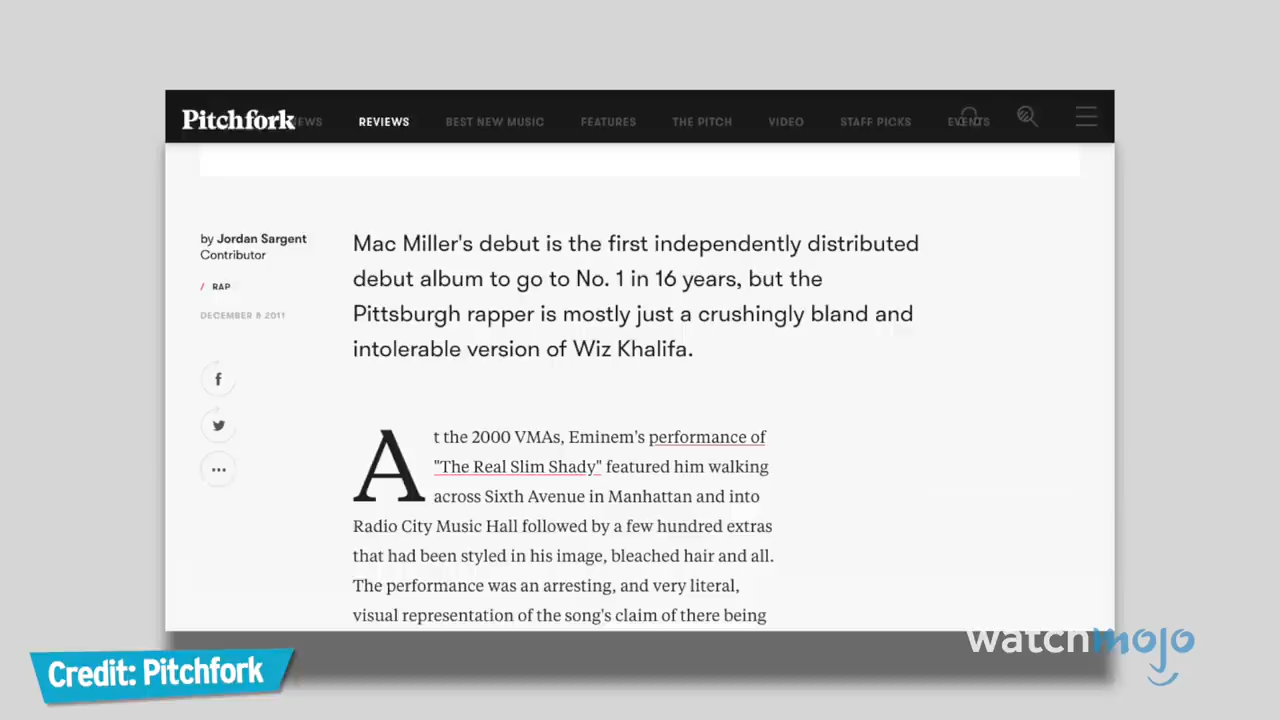 Pitchfork NEWS REVIEWS BEST NEW MUSIC FEATURES THE PITCH VIDEO STAFF PICKS EVENTS
by Jordan Sargent
Contributor
/ RAP
DECEMBER 8 2011
Mac Miller's debut is the first independently distributed
debut album to go to No. 1 in 16 years, but the
Pittsburgh rapper is mostly just a crushingly bland and
intolerable version of Wiz Khalifa.
At the 2000 VMAs, Eminem's performance of
"The Real Slim Shady" featured him walking
across Sixth Avenue in Manhattan and into
Radio City Music Hall followed by a few hundred extras
that had been styled in his image, bleached hair and all.
The performance was an arresting, and very literal,
visual representation of the song's claim of there being
watchmojo
Credit: Pitchfork